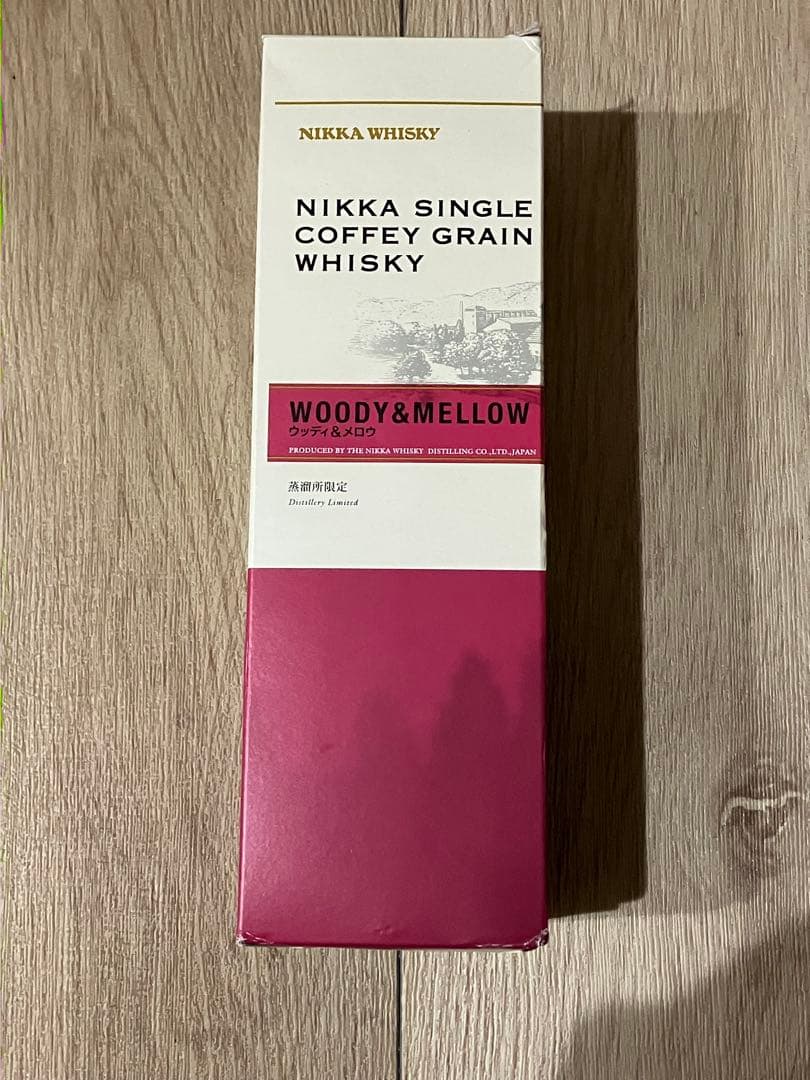 NIKKA WHISKY
NIKKA SINGLE
COFFEY GRAIN
WHISKY
WOODY&MELLOW
ウッディ&メロウ
PRODUCED BY THE NIKKA WHISKY DISTILLING CO.,LTD.,JAPAN
蒸溜所限定
Distillery Limited